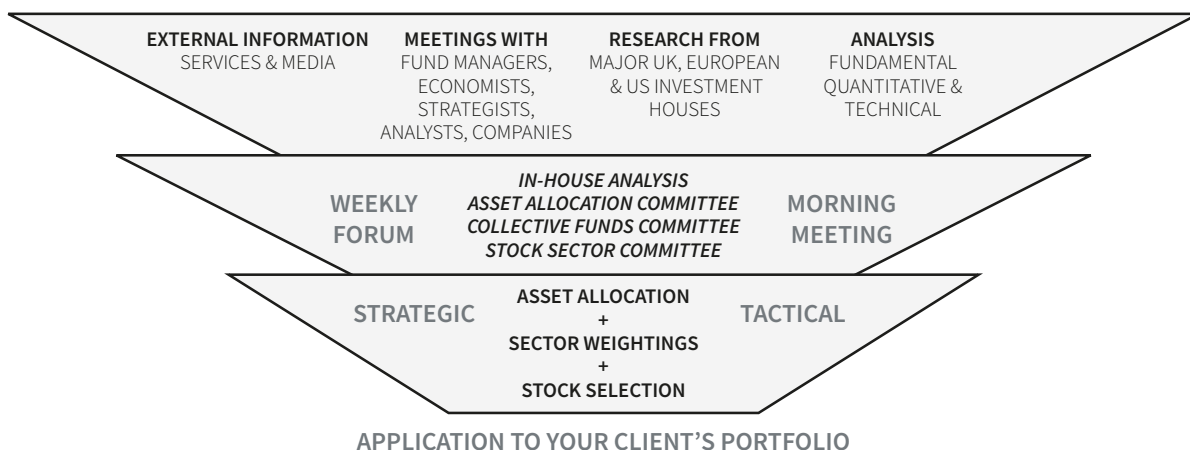 EXTERNAL INFORMATION
SERVICES & MEDIA
MEETINGS WITH
FUND MANAGERS,
ECONOMISTS,
STRATEGISTS,
ANALYSTS, COMPANIES
RESEARCH FROM
MAJOR UK, EUROPEAN
& US INVESTMENT
HOUSES
ANALYSIS
FUNDAMENTAL
QUANTITATIVE &
TECHNICAL
WEEKLY
FORUM
IN-HOUSE ANALYSIS
ASSET ALLOCATION COMMITTEE
COLLECTIVE FUNDS COMMITTEE
STOCK SECTOR COMMITTEE
MORNING
MEETING
STRATEGIC
ASSET ALLOCATION
+
SECTOR WEIGHTINGS
+
STOCK SELECTION
TACTICAL
APPLICATION TO YOUR CLIENT’S PORTFOLIO